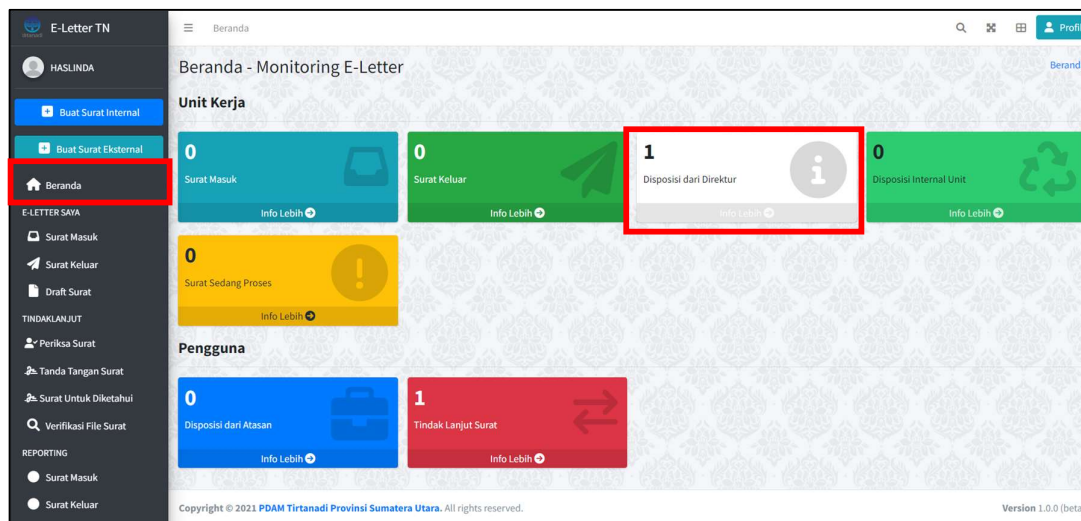 E-Letter TN
HASLINDA
Buat Surat Internal
Buat Surat Eksternal
Beranda
E-LETTER SAYA
Surat Masuk
Surat Keluar
Draft Surat
TINDAKLANJUT
Periksa Surat
Tanda Tangan Surat
Surat Untuk Diketahui
Verifikasi File Surat
REPORTING
Surat Masuk
Surat Keluar
Beranda
Profil
Beranda - Monitoring E-Letter
Berand
Unit Kerja
0
Surat Masuk
Info Lebih
0
Surat Keluar
Info Lebih
1
Disposisi dari Direktur
Info Lebih
0
Disposisi Internal Unit
Info Lebih
0
Surat Sedang Proses
Info Lebih
Pengguna
0
Disposisi dari Atasan
Info Lebih
1
Tindak Lanjut Surat
Info Lebih
Copyright © 2021 PDAM Tirtanadi Provinsi Sumatera Utara. All rights reserved.
Version 1.0.0 (beta